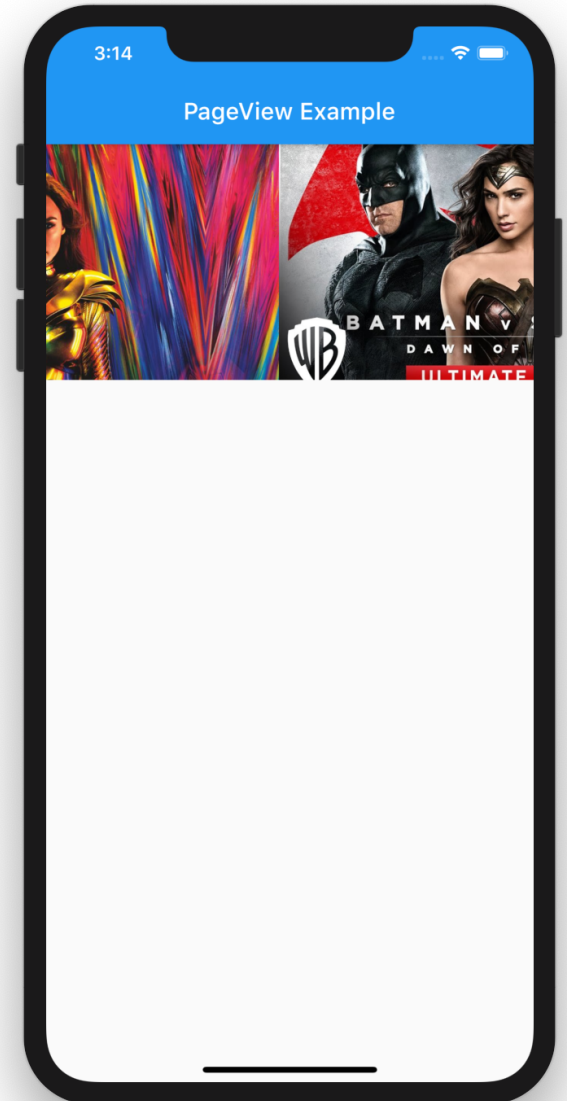 3:14
PageView Example
WB
BATMAN v S
DAWN OF
ULTIMATE